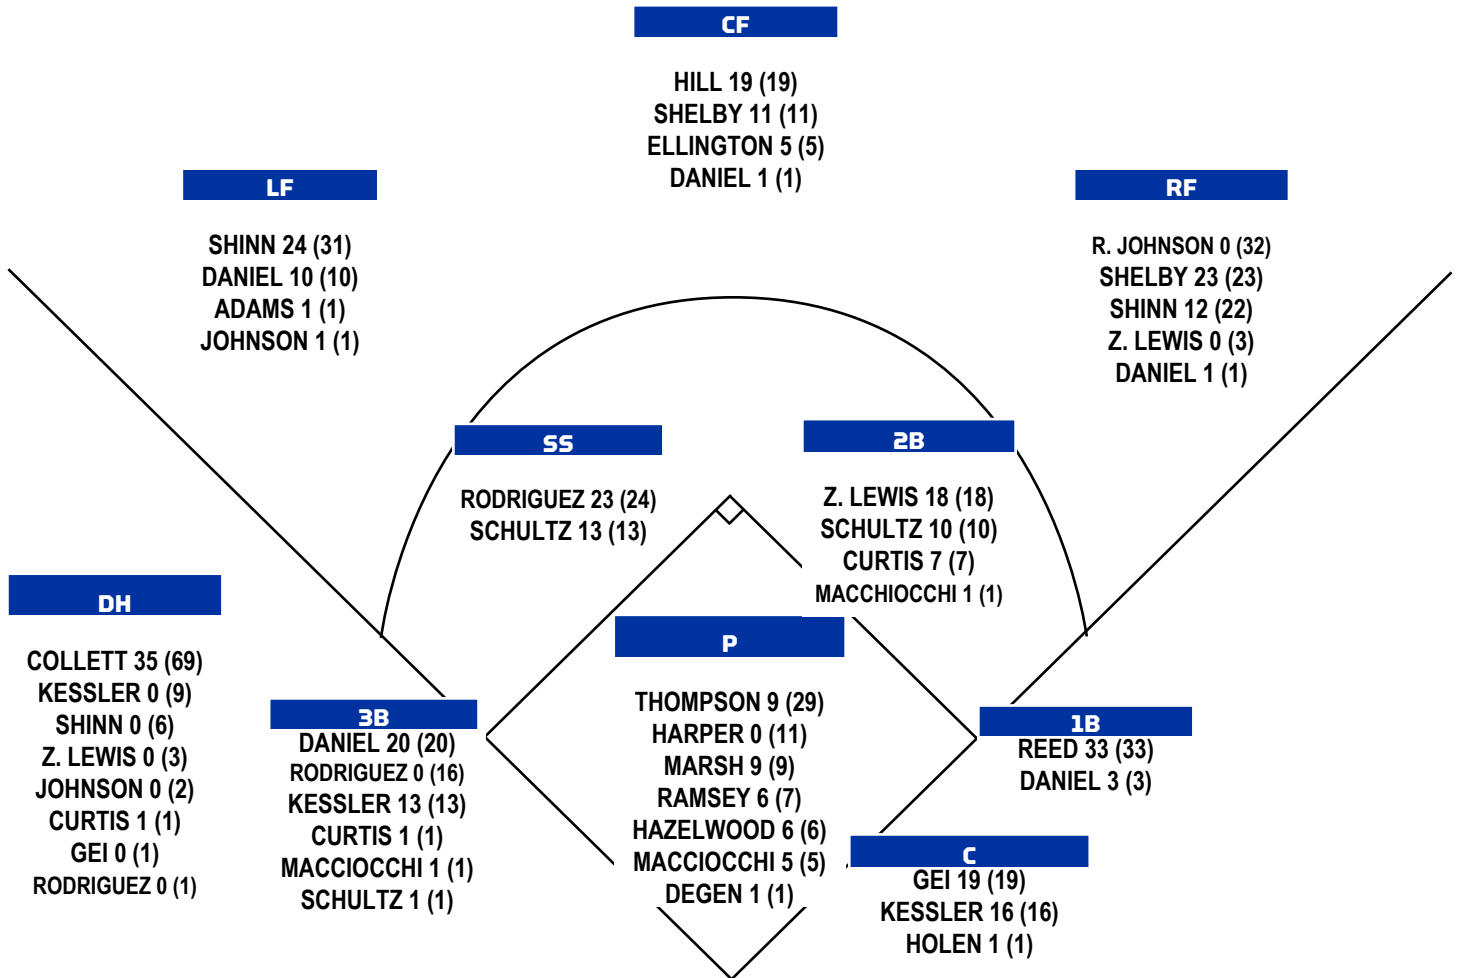 CF
HILL 19 (19)
SHELBY 11 (11)
ELLINGTON 5 (5)
DANIEL 1 (1)
LF
SHINN 24 (31)
DANIEL 10 (10)
ADAMS 1 (1)
JOHNSON 1 (1)
RF
R. JOHNSON 0 (32)
SHELBY 23 (23)
SHINN 12 (22)
Z. LEWIS 0 (3)
DANIEL 1 (1)
SS
RODRIGUEZ 23 (24)
SCHULTZ 13 (13)
2B
Z. LEWIS 18 (18)
SCHULTZ 10 (10)
CURTIS 7 (7)
MACCHIOCCHI 1 (1)
DH
COLLETT 35 (69)
KESSLER 0 (9)
SHINN 0 (6)
Z. LEWIS 0 (3)
JOHNSON 0 (2)
CURTIS 1 (1)
GEI 0 (1)
RODRIGUEZ 0 (1)
3B
DANIEL 20 (20)
RODRIGUEZ 0 (16)
KESSLER 13 (13)
CURTIS 1 (1)
MACCIOCCHI 1 (1)
SCHULTZ 1 (1)
P
THOMPSON 9 (29)
HARPER 0 (11)
MARSH 9 (9)
RAMSEY 6 (7)
HAZELWOOD 6 (6)
MACCIOCCHI 5 (5)
DEGEN 1 (1)
1B
REED 33 (33)
DANIEL 3 (3)
C
GEI 19 (19)
KESSLER 16 (16)
HOLEN 1 (1)